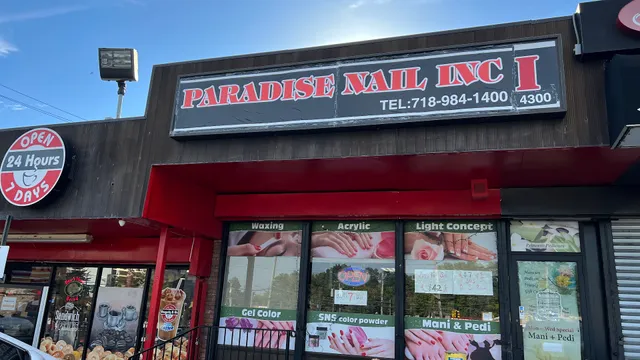 PARADISE NAIL INC I
TEL:718-984-1400 4300
OPEN
24 Hours
7 DAYS
Waxing
Acrylic
Light Concept
Gel Color
SNS color powder
Mani & Pedi
Sandwich
Mani + Pedi